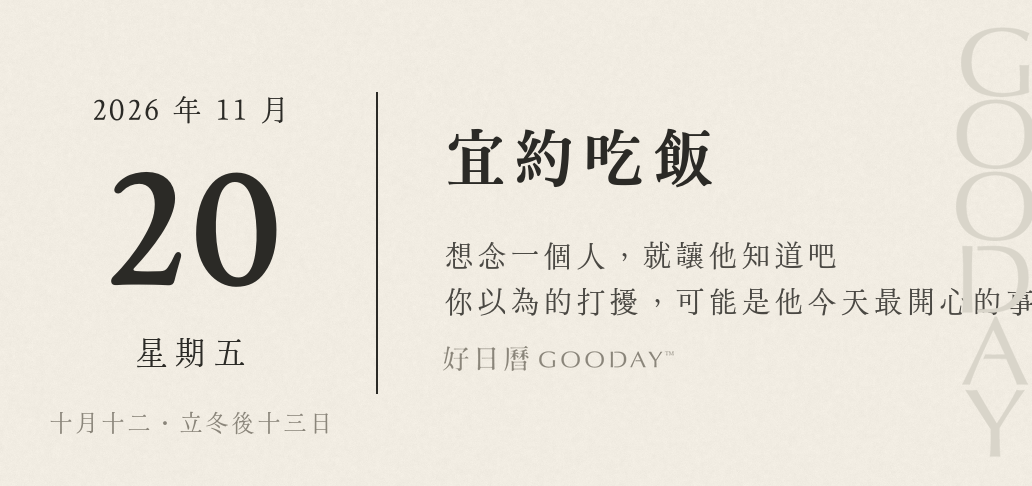 2026 年 11 月
20
星期五
十月十二・立冬後十三日
宜約吃飯
想念一個人，就讓他知道吧
你以為的打擾，可能是他今天最開心的事
好日曆 GOODAY™
GOODAY